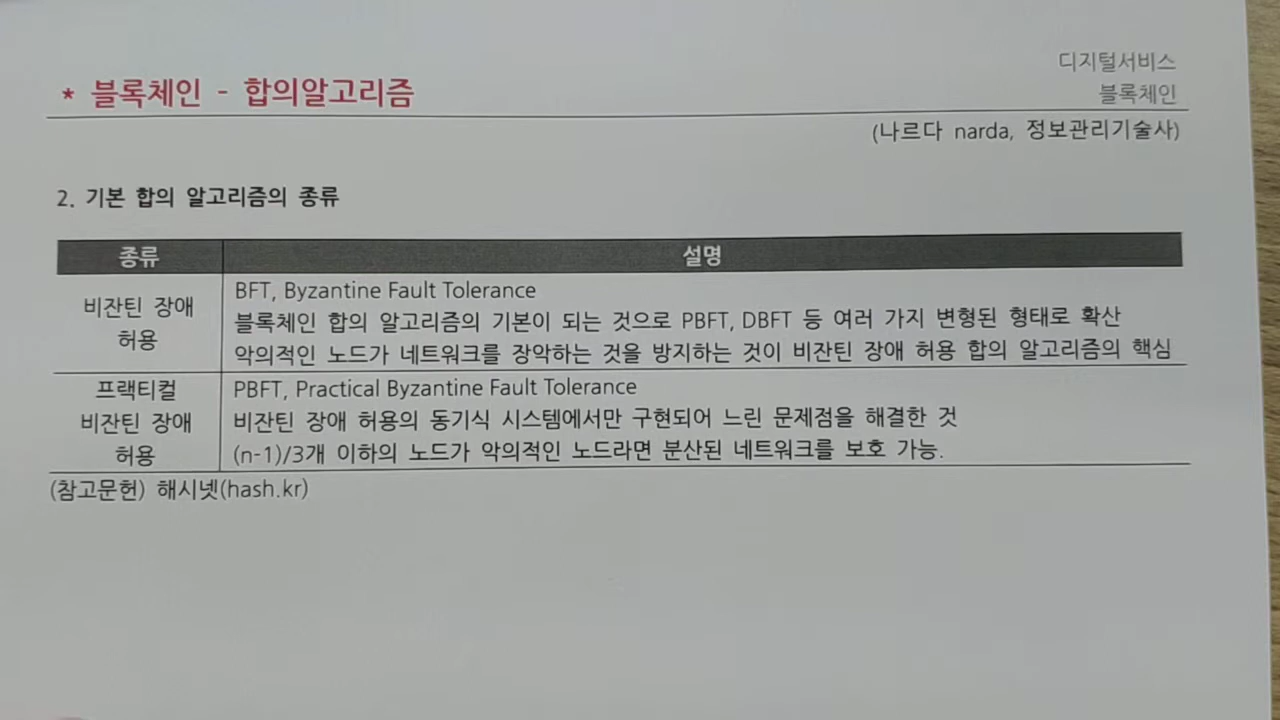 * 블록체인 - 합의알고리즘
디지털서비스
블록체인
(나르다 narda, 정보관리기술사)
2. 기본 합의 알고리즘의 종류
종류 설명
비잔틴 장애
허용
BFT, Byzantine Fault Tolerance
블록체인 합의 알고리즘의 기본이 되는 것으로 PBFT, DBFT 등 여러 가지 변형된 형태로 확산
악의적인 노드가 네트워크를 장악하는 것을 방지하는 것이 비잔틴 장애 허용 합의 알고리즘의 핵심
프랙티컬
비잔틴 장애
허용
PBFT, Practical Byzantine Fault Tolerance
비잔틴 장애 허용의 동기식 시스템에서만 구현되어 느린 문제점을 해결한 것
(n-1)/3개 이하의 노드가 악의적인 노드라면 분산된 네트워크를 보호 가능.
(참고문헌) 해시넷(hash.kr)